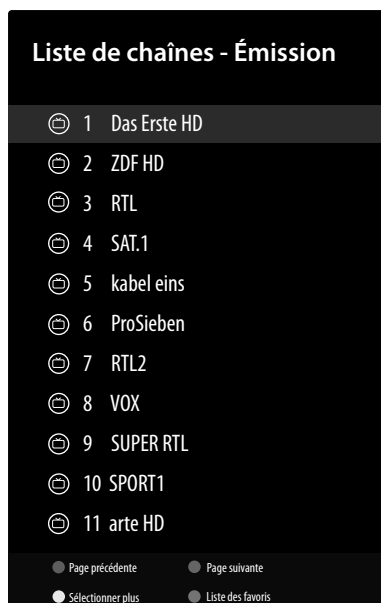 Liste de chaînes - Émission
1 Das Erste HD
2 ZDF HD
3 RTL
4 SAT.1
5 kabel eins
6 ProSieben
7 RTL2
8 VOX
9 SUPER RTL
10 SPORT1
11 arte HD
Page précédente Page suivante
Sélectionner plus Liste des favoris